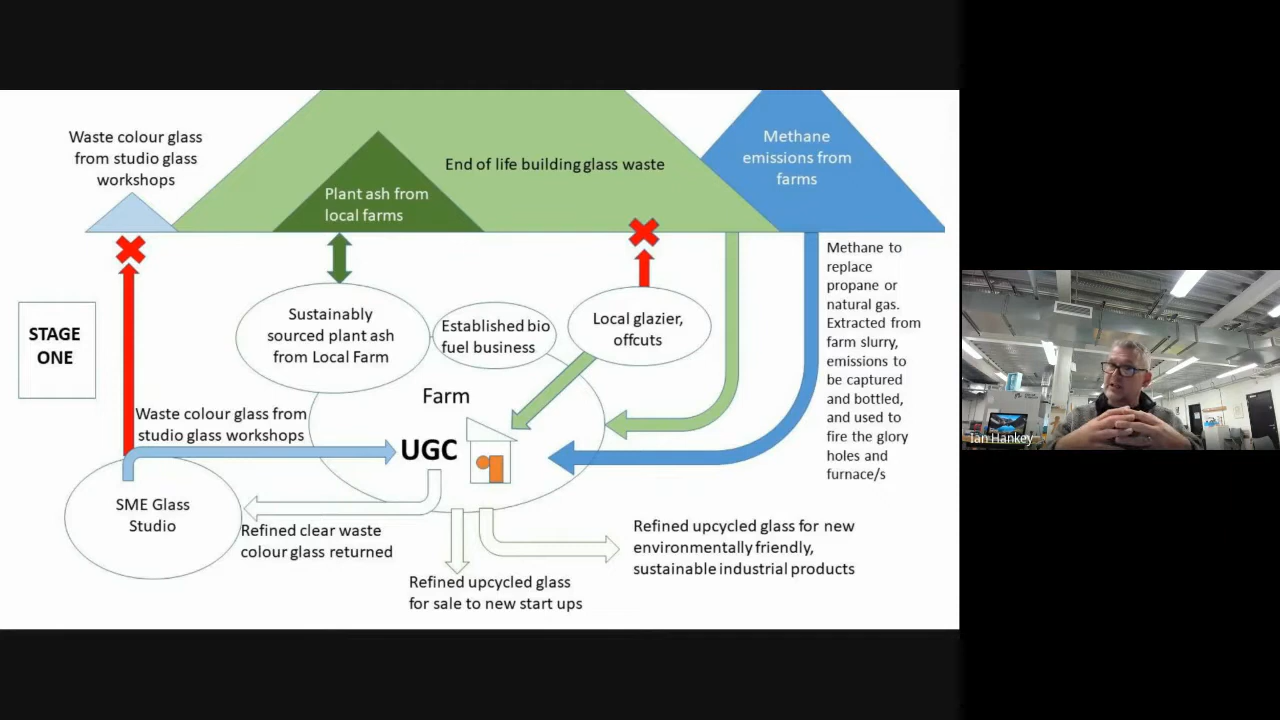 Waste colour glass
from studio glass
workshops
Plant ash from
local farms
End of life building glass waste
Methane
emissions from
farms
STAGE
ONE
Sustainably
sourced plant ash
from Local Farm
Established bio
fuel business
Local glazier,
offcuts
Methane to
replace
propane or
natural gas.
Extracted from
farm slurry,
emissions to
be captured
and bottled,
and used to
fire the glory
holes and
furnace/s
Farm
UGC
Waste colour glass from
studio glass workshops
SME Glass
Studio
Refined clear waste
colour glass returned
Refined upcycled glass
for sale to new start ups
Refined upcycled glass for new
environmentally friendly,
sustainable industrial products
Ian Hankey